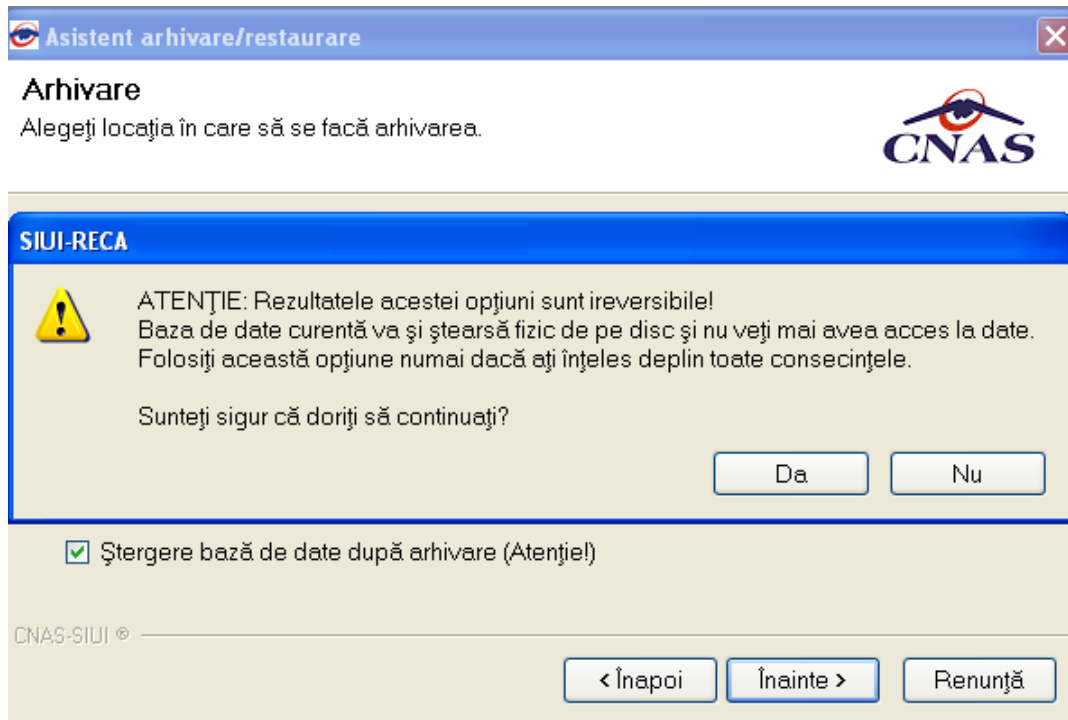 Asistent arhivare/restaurare
Arhivare
Alegeţi locaţia în care să se facă arhivarea.
CNAS
SIUI-RECA
ATENŢIE: Rezultatele acestei opţiuni sunt ireversibile!
Baza de date curentă va şi ştearsă fizic de pe disc şi nu veţi mai avea acces la date.
Folosiţi această opţiune numai dacă aţi înţeles deplin toate consecinţele.
Sunteţi sigur că doriţi să continuaţi?
Da Nu
Ştergere bază de date după arhivare (Atenţie!)
CNAS-SIUI ®
< Înapoi Înainte > Renunţă